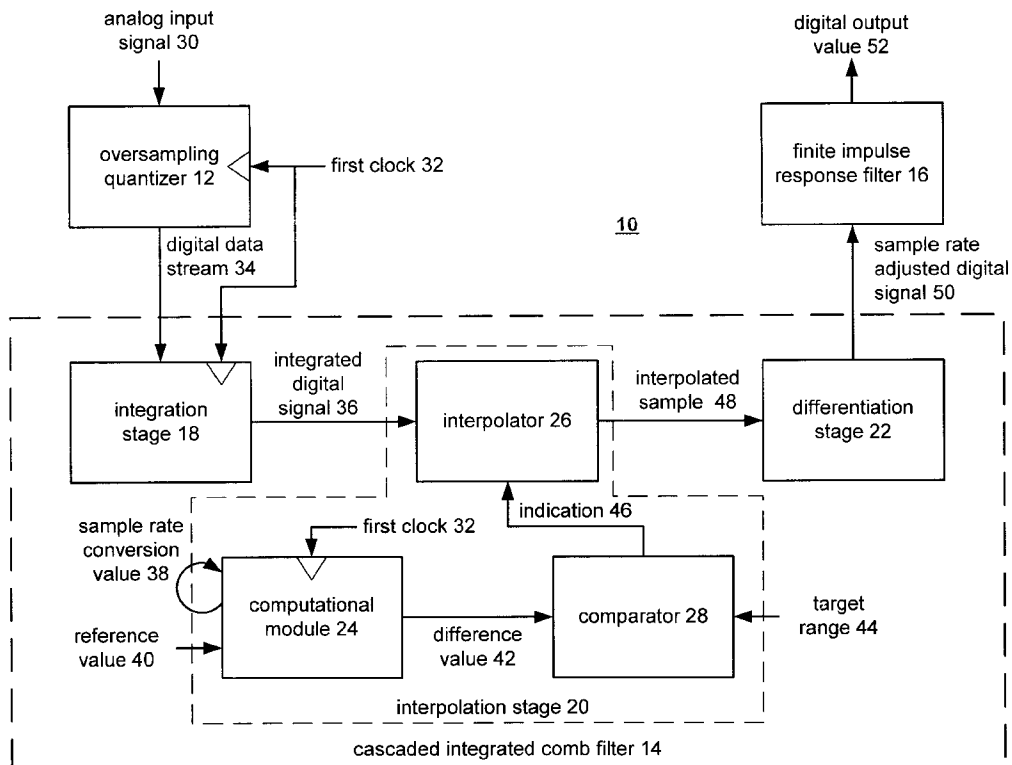 analog input
signal 30
digital output
value 52
oversampling
quantizer 12
first clock 32
finite impulse
response filter 16
10
digital data
stream 34
sample rate
adjusted digital
signal 50
integration
stage 18
integrated
digital
signal 36
interpolator 26
interpolated
sample 48
differentiation
stage 22
indication 46
sample rate
conversion
value 38
first clock 32
computational
module 24
reference
value 40
difference
value 42
comparator 28
target
range 44
interpolation stage 20
cascaded integrated comb filter 14